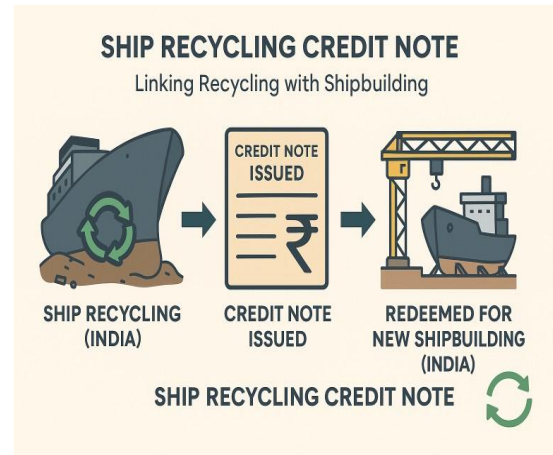 SHIP RECYCLING CREDIT NOTE
Linking Recycling with Shipbuilding
CREDIT NOTE
ISSUED
₹
SHIP RECYCLING
(INDIA)
CREDIT NOTE
ISSUED
REDEEMED FOR
NEW SHIPBUILDING
(INDIA)
SHIP RECYCLING CREDIT NOTE